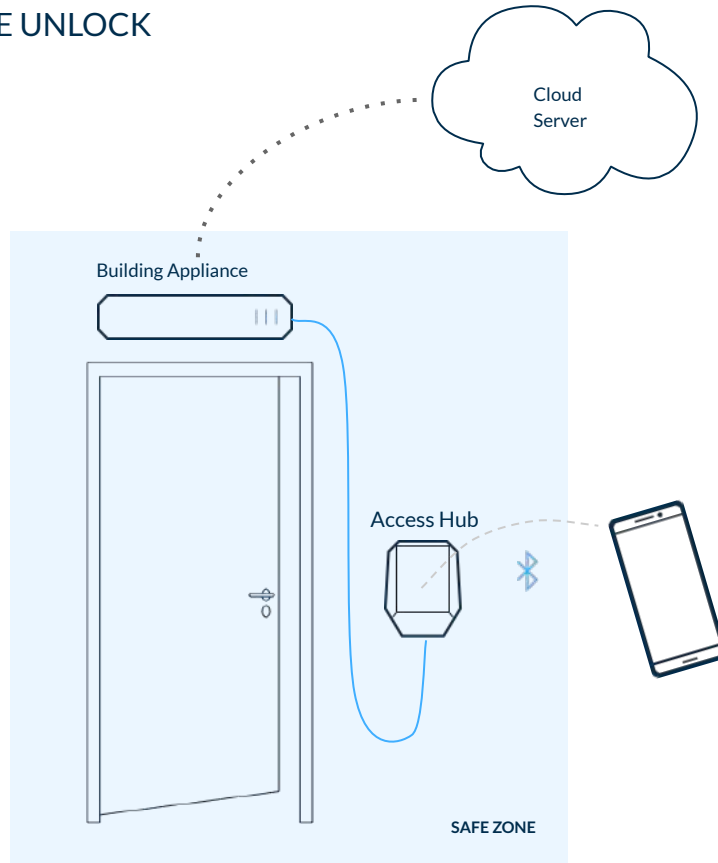 E UNLOCK
Cloud
Server
Building Appliance
Access Hub
SAFE ZONE